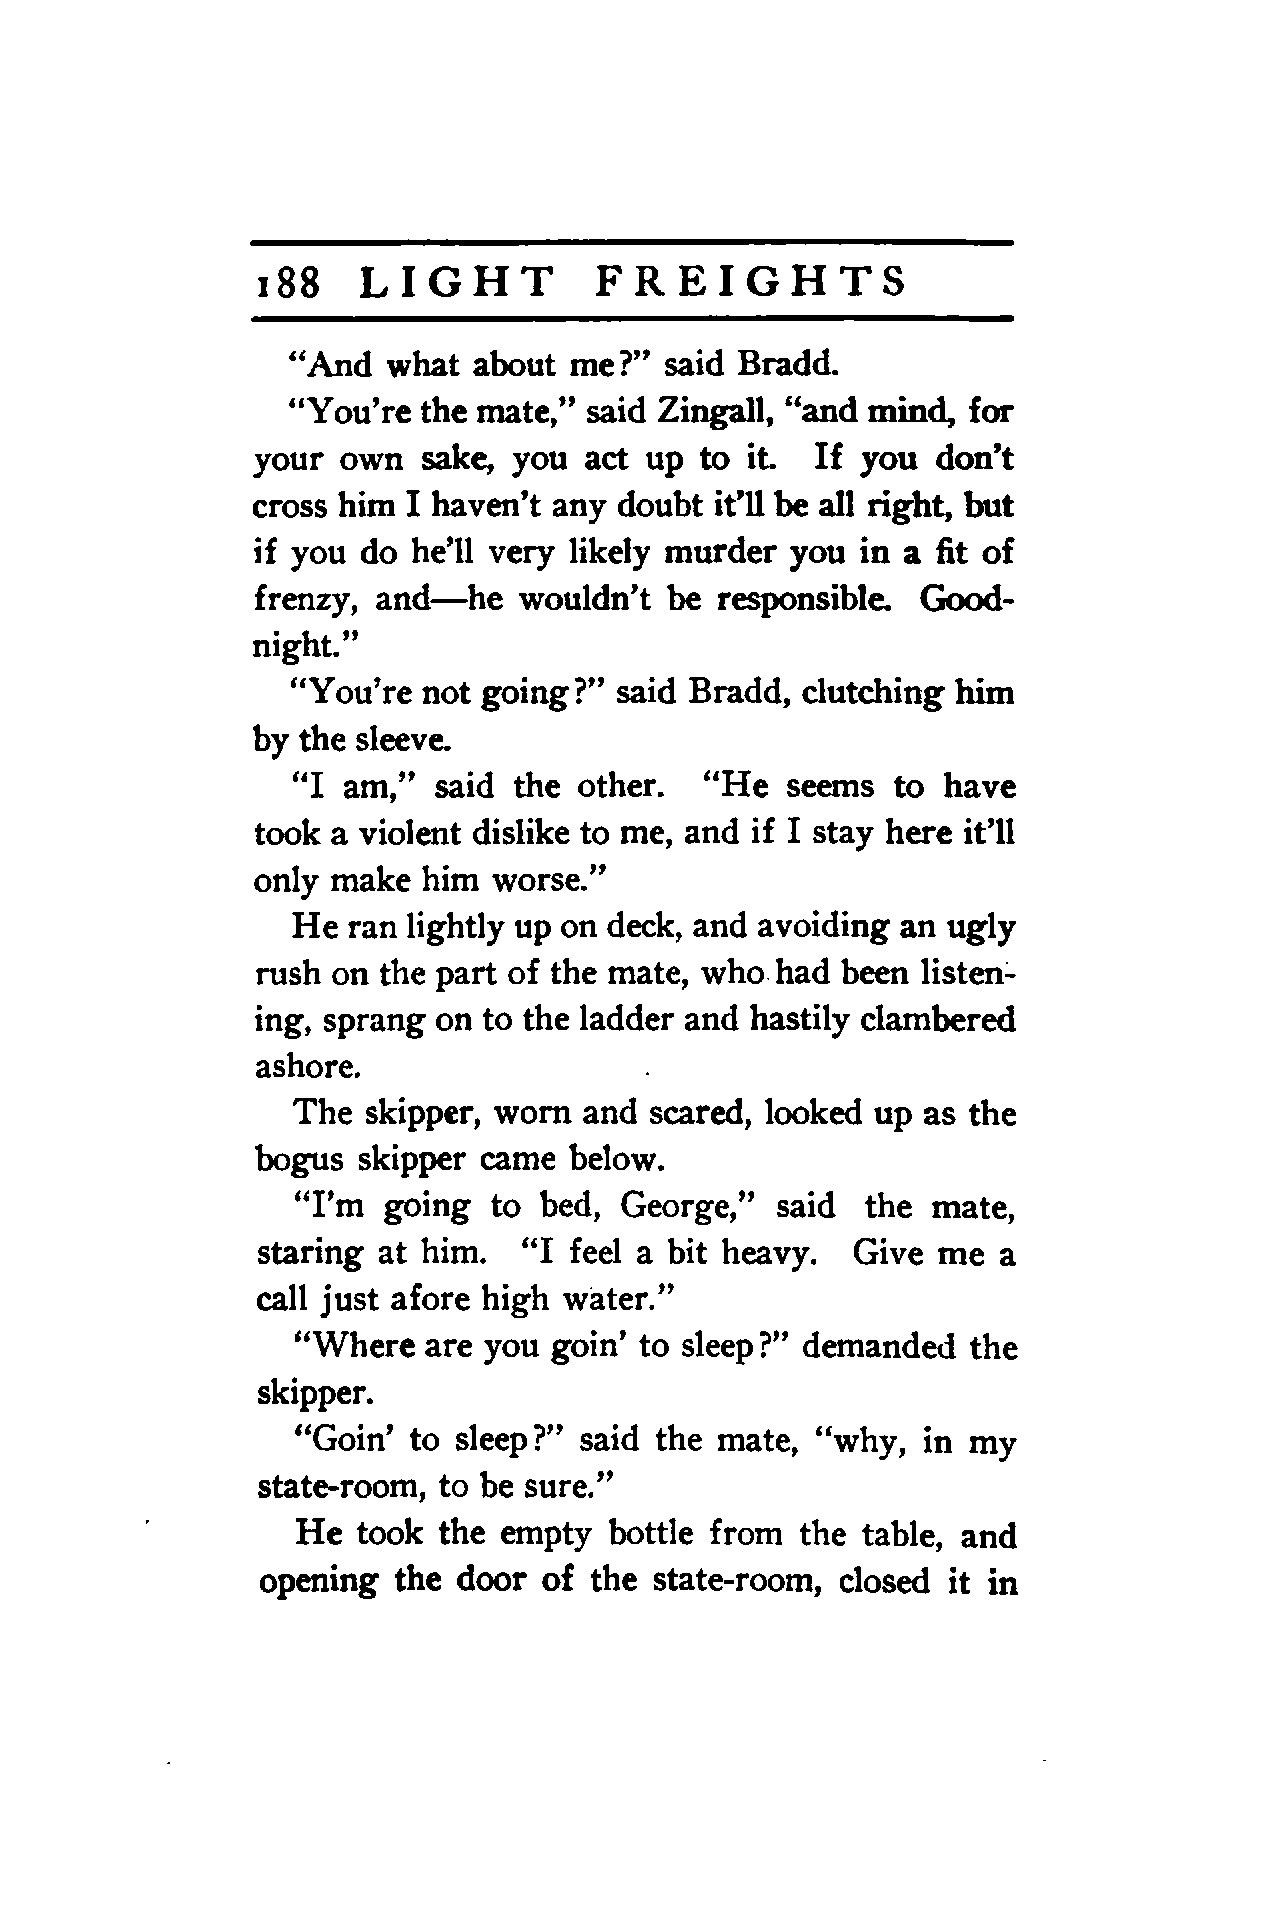 188 LIGHT FREIGHTS
"And what about me?" said Bradd.
"You're the mate," said Zingall, "and mind, for
your own sake, you act up to it. If you don't
cross him I haven't any doubt it'll be all right, but
if you do he'll very likely murder you in a fit of
frenzy, and—he wouldn't be responsible. Good-
night."
"You're not going?" said Bradd, clutching him
by the sleeve.
"I am," said the other. "He seems to have
took a violent dislike to me, and if I stay here it'll
only make him worse."
He ran lightly up on deck, and avoiding an ugly
rush on the part of the mate, who had been listen-
ing, sprang on to the ladder and hastily clambered
ashore.
The skipper, worn and scared, looked up as the
bogus skipper came below.
"I'm going to bed, George," said the mate,
staring at him. "I feel a bit heavy. Give me a
call just afore high water."
"Where are you goin' to sleep?" demanded the
skipper.
"Goin' to sleep?" said the mate, "why, in my
state-room, to be sure."
He took the empty bottle from the table, and
opening the door of the state-room, closed it in